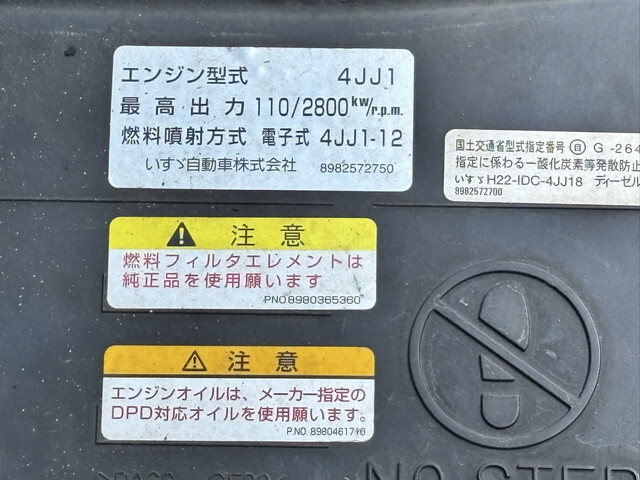 エンジン型式 4JJ1
最高出力 110/2800kw/r.p.m.
燃料噴射方式 電子式 4JJ1-12
いすゞ自動車株式会社 8982572750
国土交通省型式指定番号 自 G-264
指定に係わる一酸化炭素等発散防止
いすゞH22-IDC-4JJ18 ディーゼル
8982572700
注意
燃料フィルタエレメントは
純正品を使用願います
PNO8980365360
注意
エンジンオイルは、メーカー指定の
DPD対応オイルを使用願います。
P.NO. 8980461710
NO STEP